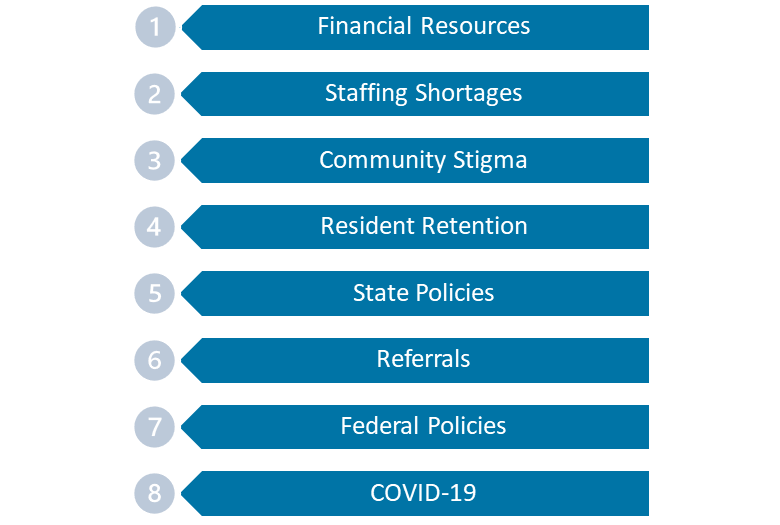 1 Financial Resources
2 Staffing Shortages
3 Community Stigma
4 Resident Retention
5 State Policies
6 Referrals
7 Federal Policies
8 COVID-19